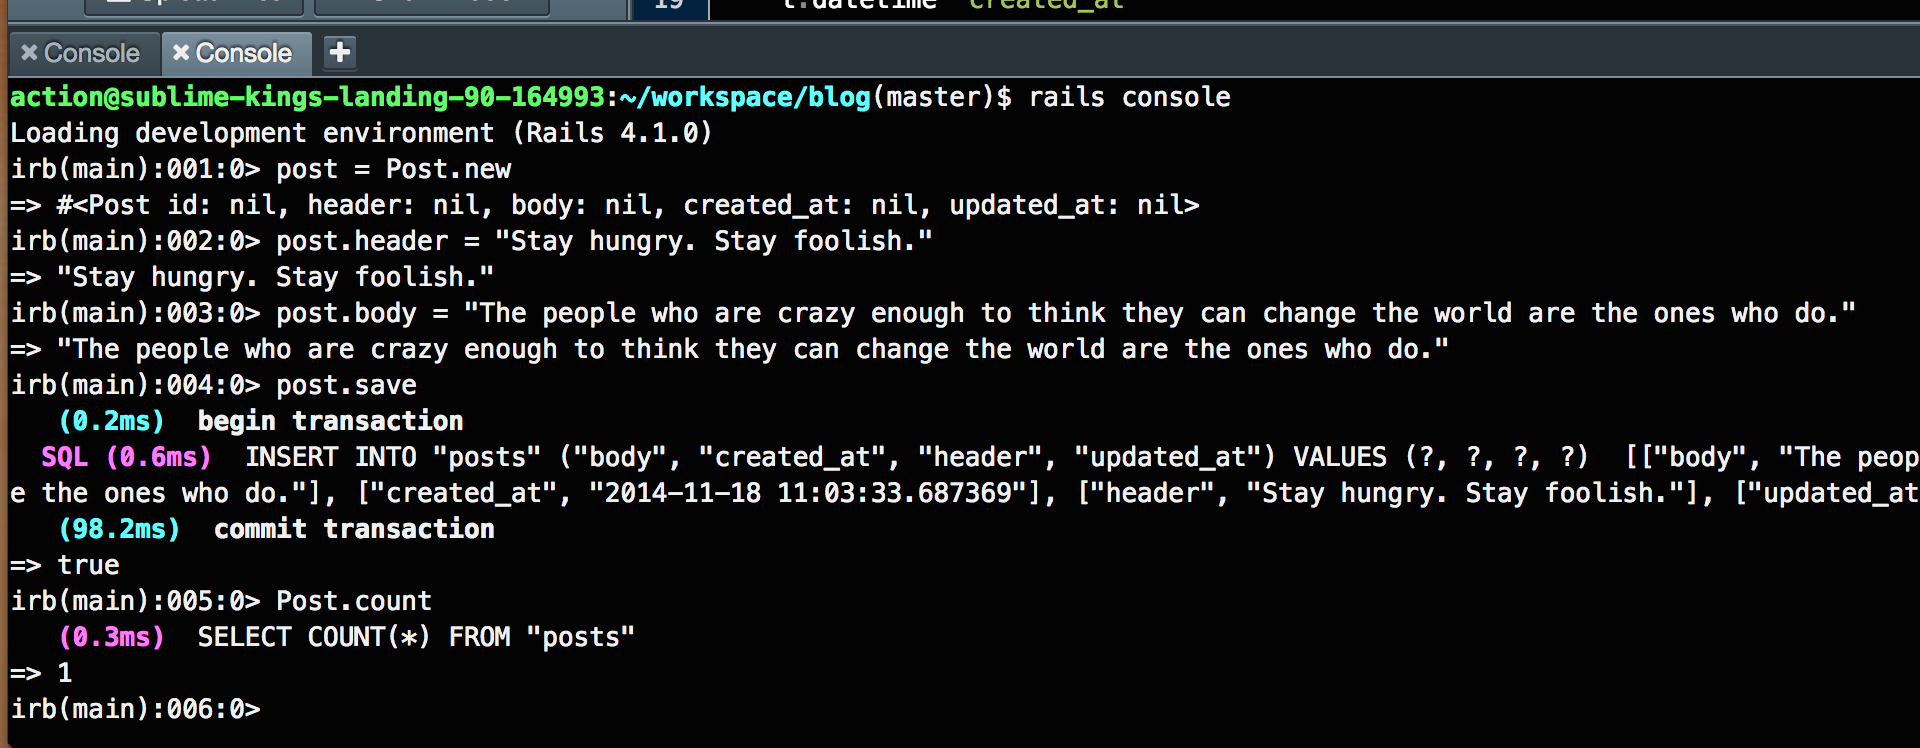 19 t.datetime "created_at"
Console Console
action@sublime-kings-landing-90-164993:~/workspace/blog(master)$ rails console
Loading development environment (Rails 4.1.0)
irb(main):001:0> post = Post.new
=> #<Post id: nil, header: nil, body: nil, created_at: nil, updated_at: nil>
irb(main):002:0> post.header = "Stay hungry. Stay foolish."
=> "Stay hungry. Stay foolish."
irb(main):003:0> post.body = "The people who are crazy enough to think they can change the world are the ones who do."
=> "The people who are crazy enough to think they can change the world are the ones who do."
irb(main):004:0> post.save
(0.2ms) begin transaction
SQL (0.6ms) INSERT INTO "posts" ("body", "created_at", "header", "updated_at") VALUES (?, ?, ?, ?) [["body", "The peop
e the ones who do."], ["created_at", "2014-11-18 11:03:33.687369"], ["header", "Stay hungry. Stay foolish."], ["updated_at
(98.2ms) commit transaction
=> true
irb(main):005:0> Post.count
(0.3ms) SELECT COUNT(*) FROM "posts"
=> 1
irb(main):006:0>